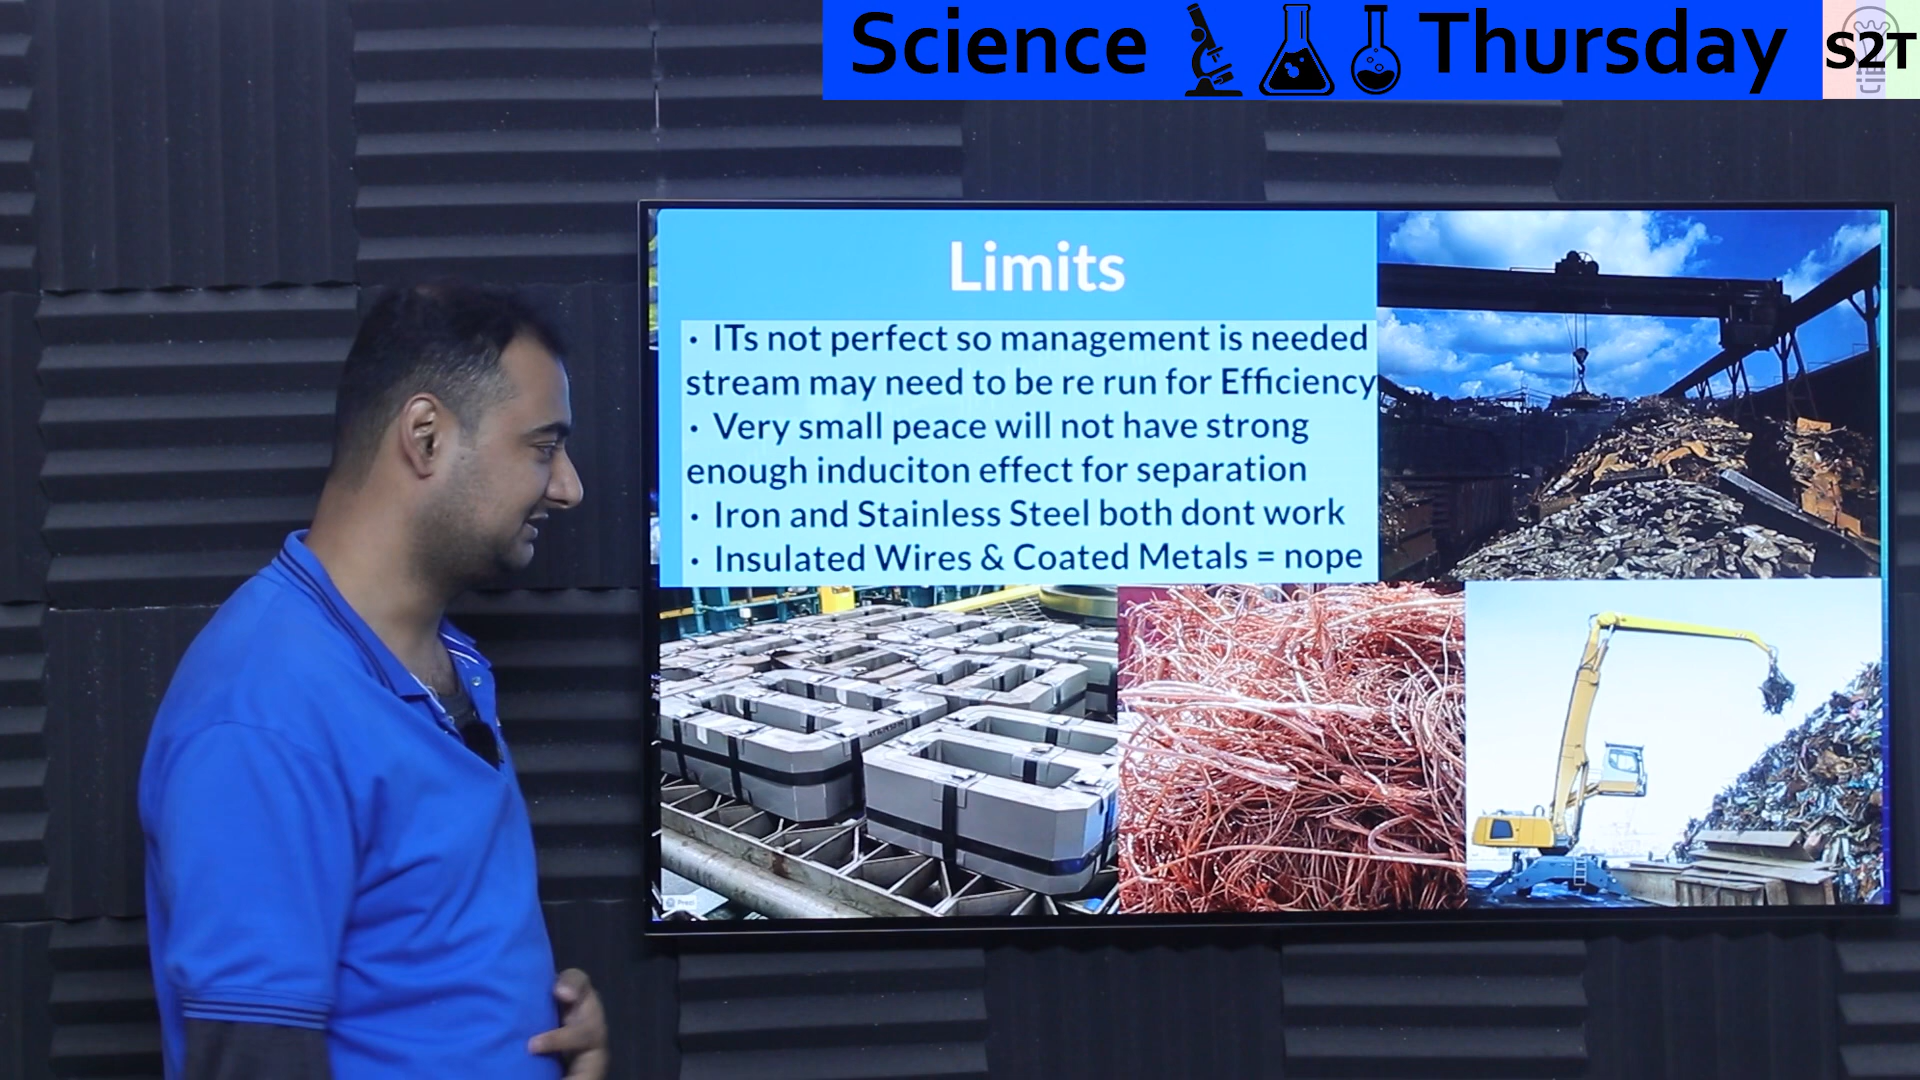 Science Thursday
S2T
Limits
· ITs not perfect so management is needed
stream may need to be re run for Efficiency
· Very small peace will not have strong
enough induciton effect for separation
· Iron and Stainless Steel both dont work
· Insulated Wires & Coated Metals = nope
Prezi